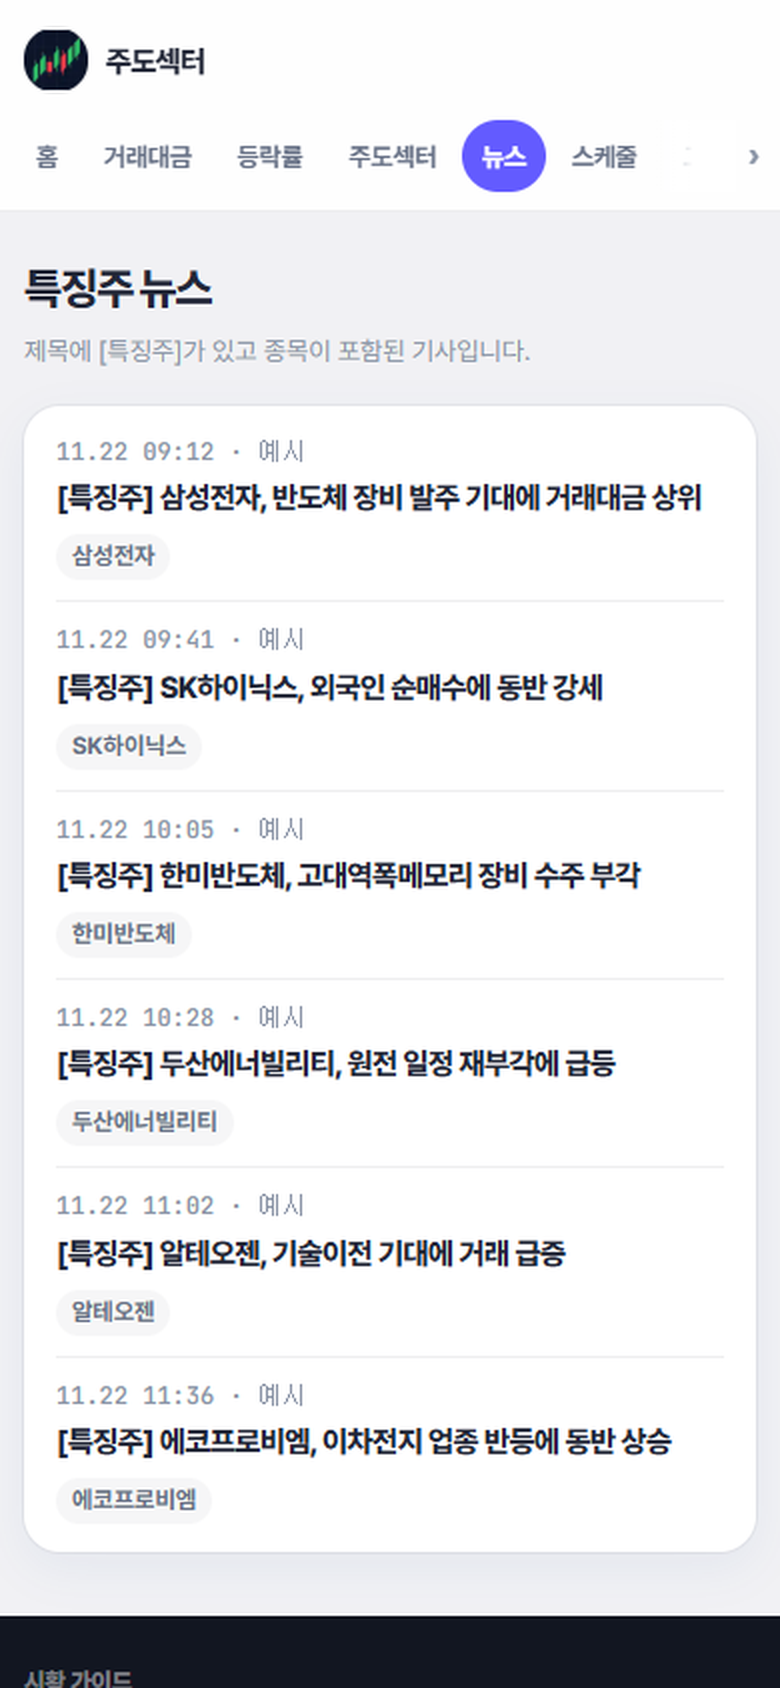 주도섹터
홈 거래대금 등락률 주도섹터 뉴스 스케줄 ›
특징주 뉴스
제목에 [특징주]가 있고 종목이 포함된 기사입니다.
11.22 09:12 · 예시
[특징주] 삼성전자, 반도체 장비 발주 기대에 거래대금 상위
삼성전자
11.22 09:41 · 예시
[특징주] SK하이닉스, 외국인 순매수에 동반 강세
SK하이닉스
11.22 10:05 · 예시
[특징주] 한미반도체, 고대역폭메모리 장비 수주 부각
한미반도체
11.22 10:28 · 예시
[특징주] 두산에너빌리티, 원전 일정 재부각에 급등
두산에너빌리티
11.22 11:02 · 예시
[특징주] 알테오젠, 기술이전 기대에 거래 급증
알테오젠
11.22 11:36 · 예시
[특징주] 에코프로비엠, 이차전지 업종 반등에 동반 상승
에코프로비엠
시황 가이드